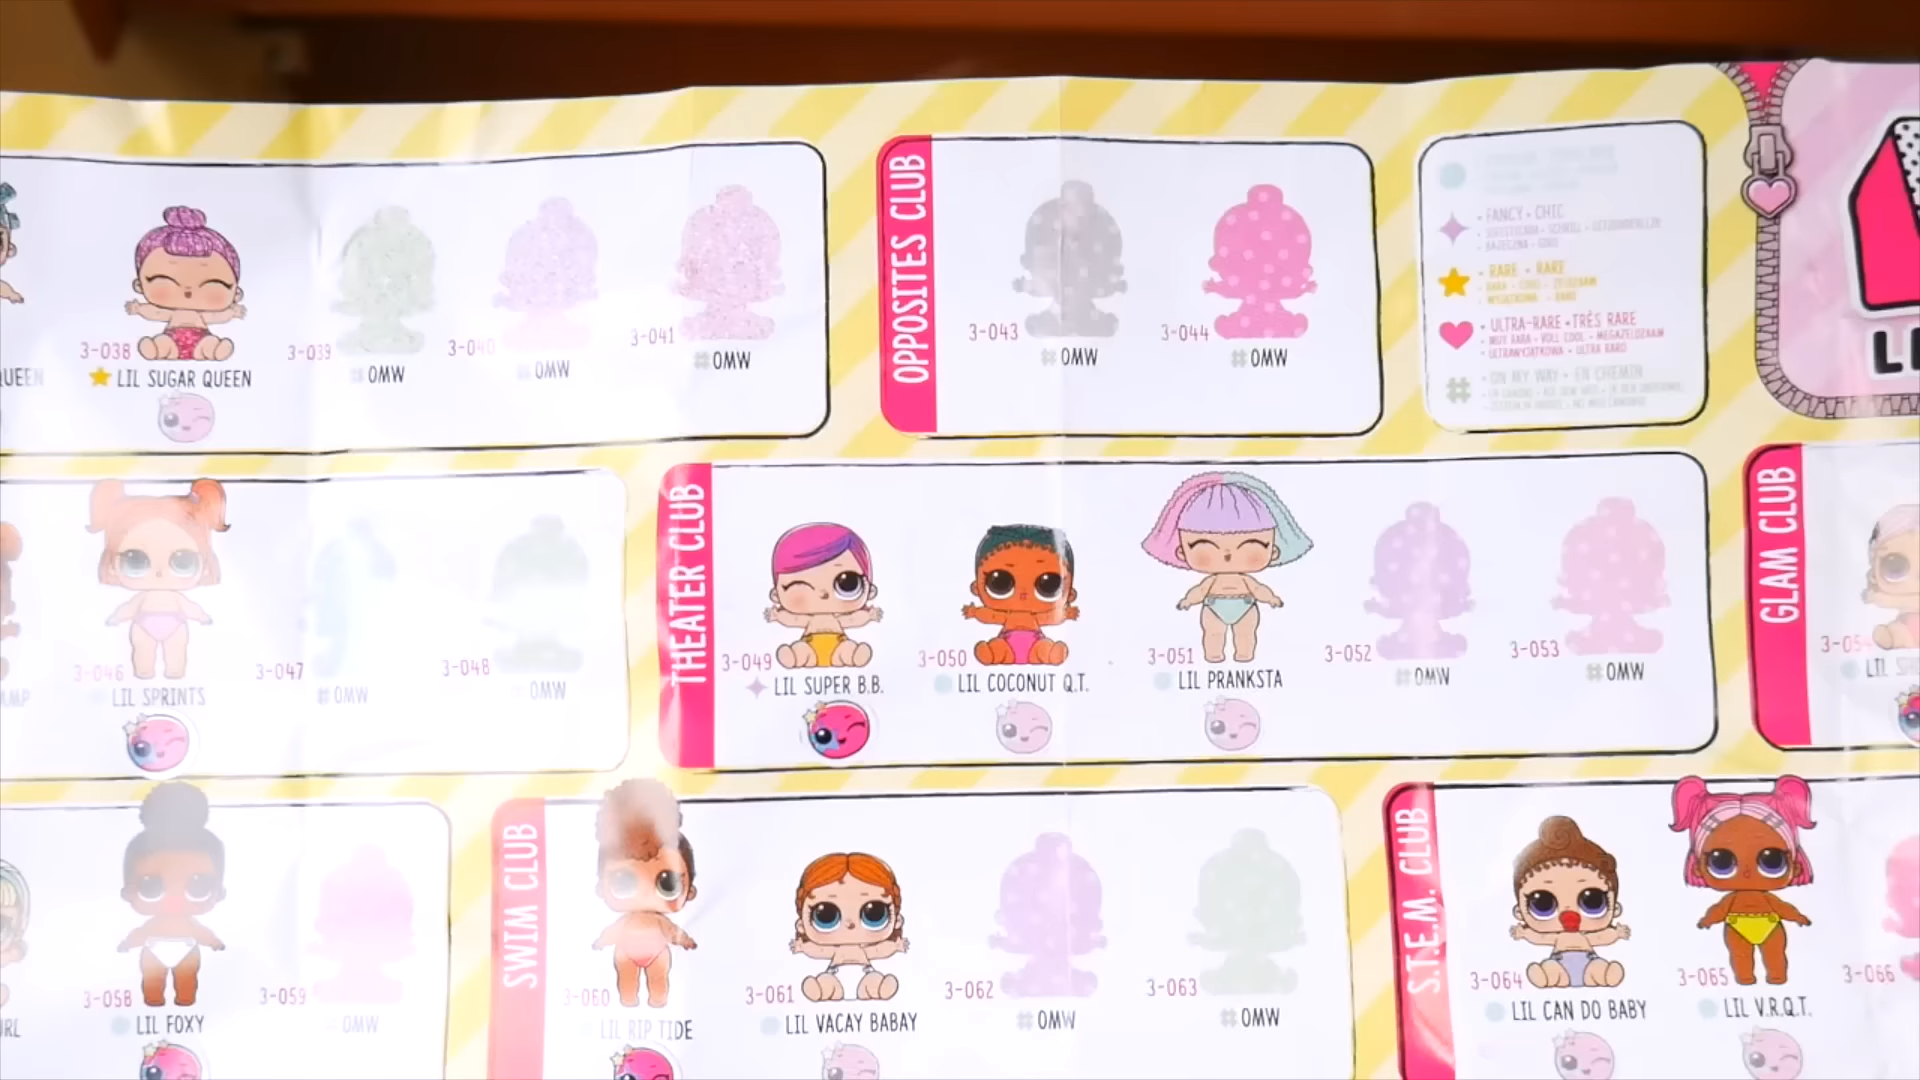 3-038
QUEEN
LIL SUGAR QUEEN
3-039
#OMW
3-040
#OMW
3-041
#OMW
OPPOSITES CLUB
3-043
#OMW
3-044
#OMW
• FANCY • CHIC
• RARE • RARE
• ULTRA-RARE • TRÈS RARE
• ON MY WAY • EN CHEMIN
LI
3-046
LIL SPRINTS
3-047
#OMW
3-048
OMW
THEATER CLUB
3-049
LIL SUPER B.B.
3-050
LIL COCONUT Q.T.
3-051
LIL PRANKSTA
3-052
#OMW
3-053
#OMW
GLAM CLUB
3-054
LIL
3-058
LIL FOXY
3-059
OMW
SWIM CLUB
3-060
LIL RIP TIDE
3-061
LIL VACAY BABAY
3-062
#OMW
3-063
#OMW
S.T.E.M. CLUB
3-064
LIL CAN DO BABY
3-065
LIL V.R.Q.T.
3-066